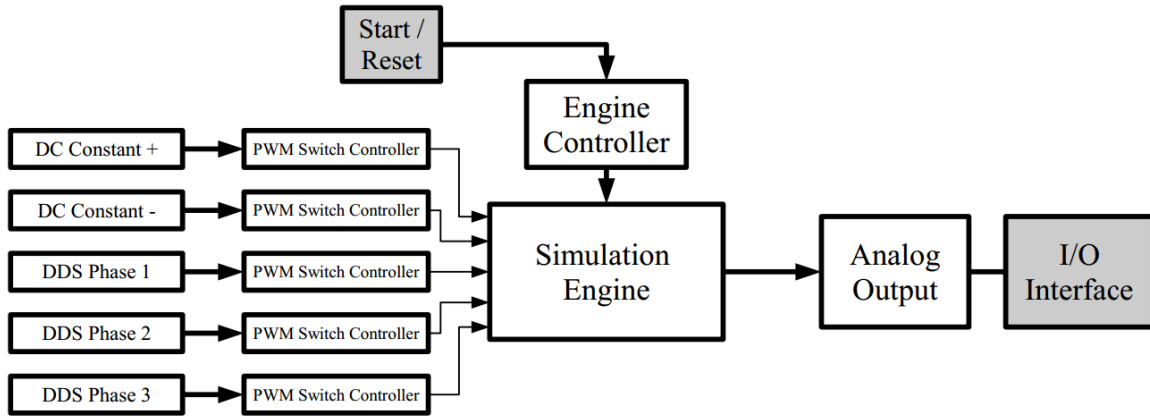 Start /
Reset
Engine
Controller
DC Constant +
PWM Switch Controller
DC Constant -
PWM Switch Controller
DDS Phase 1
PWM Switch Controller
DDS Phase 2
PWM Switch Controller
DDS Phase 3
PWM Switch Controller
Simulation
Engine
Analog
Output
I/O
Interface